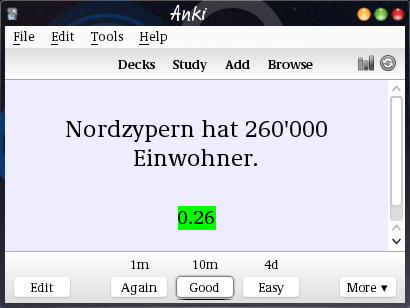 Anki
File Edit Tools Help
Decks Study Add Browse
Nordzypern hat 260'000
Einwohner.
0.26
1m 10m 4d
Edit Again Good Easy More ▾